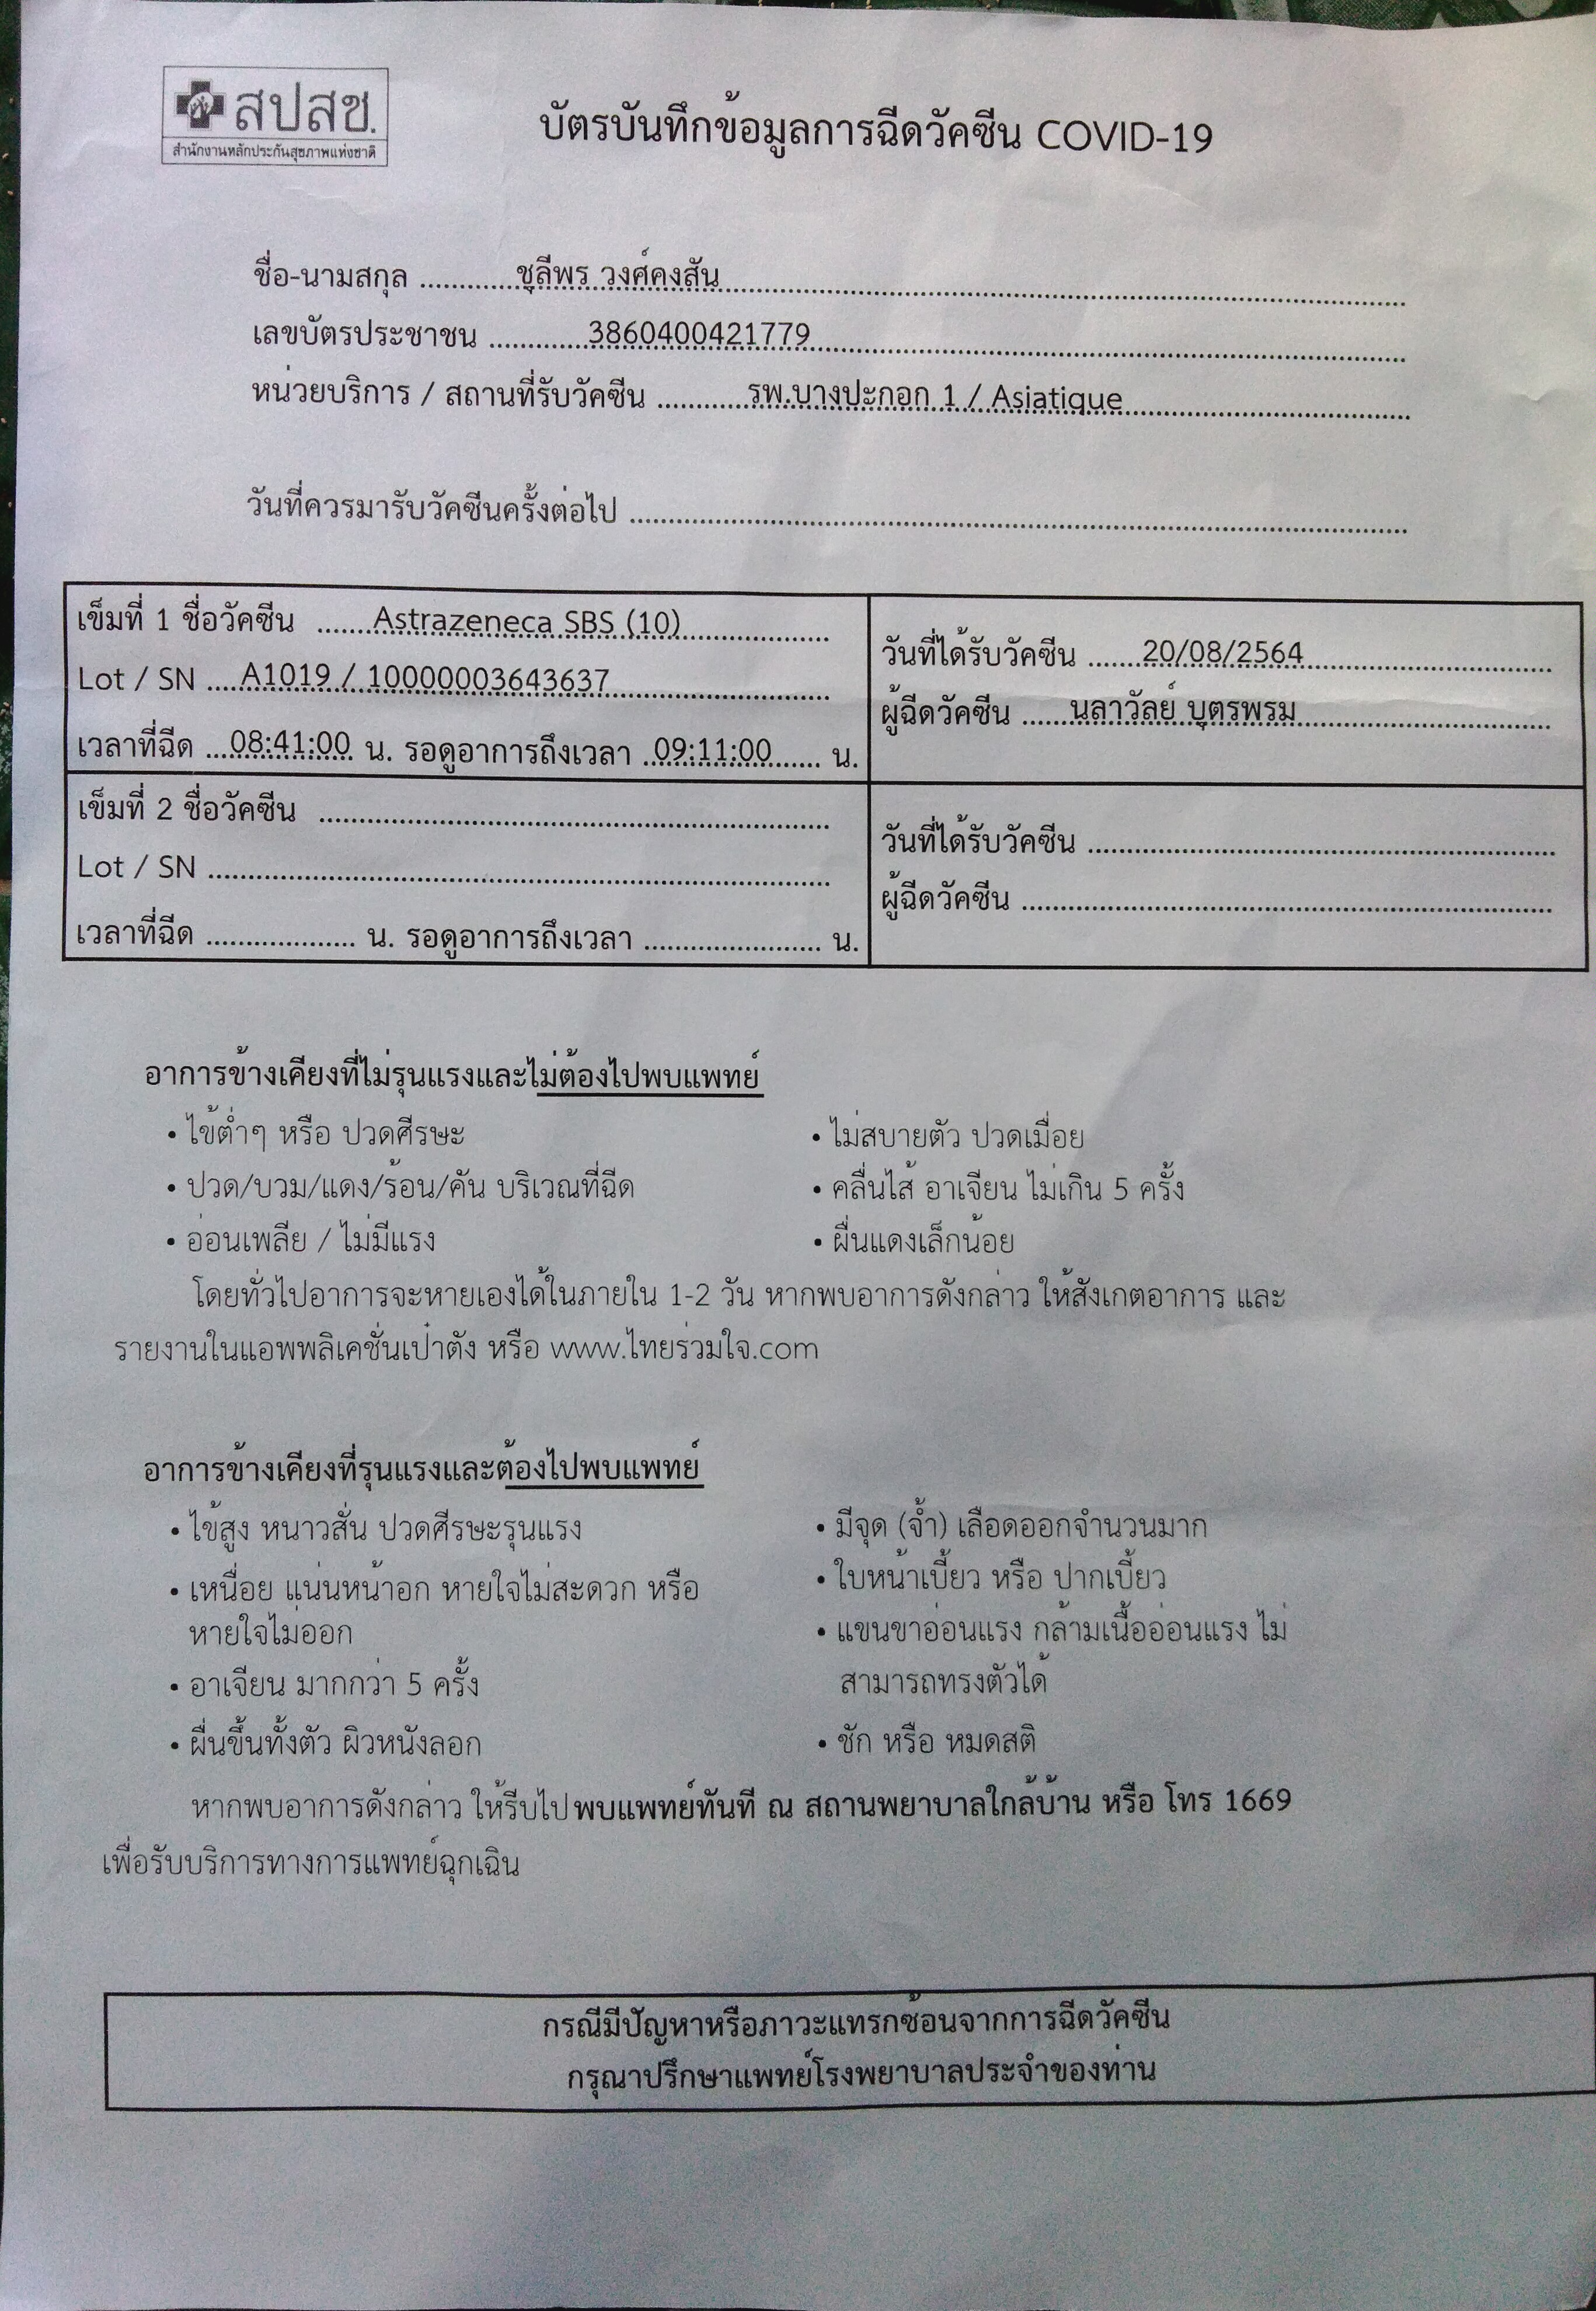 สปสช.
สำนักงานหลักประกันสุขภาพแห่งชาติ
บัตรบันทึกข้อมูลการฉีดวัคซีน COVID-19
ชื่อ-นามสกุล ............ชุลีพร วงศ์คงสัน............
เลขบัตรประชาชน ............3860400421779............
หน่วยบริการ / สถานที่รับวัคซีน ...........รพ.บางปะกอก 1 / Asiatique............
วันที่ควรมารับวัคซีนครั้งต่อไป ............
เข็มที่ 1 ชื่อวัคซีน .......Astrazeneca SBS (10)............
Lot / SN ....A1019 / 10000003643637............
เวลาที่ฉีด ...08:41:00 น. รอดูอาการถึงเวลา ..09:11:00...... น.
วันที่ได้รับวัคซีน .......20/08/2564............
ผู้ฉีดวัคซีน ......นลาวัลย์ บุตรพรม............
เข็มที่ 2 ชื่อวัคซีน ............
Lot / SN ............
เวลาที่ฉีด ............ น. รอดูอาการถึงเวลา ............ น.
วันที่ได้รับวัคซีน ............
ผู้ฉีดวัคซีน ............
อาการข้างเคียงที่ไม่รุนแรงและไม่ต้องไปพบแพทย์
• ไข้ต่ำๆ หรือ ปวดศีรษะ
• ปวด/บวม/แดง/ร้อน/คัน บริเวณที่ฉีด
• อ่อนเพลีย / ไม่มีแรง
• ไม่สบายตัว ปวดเมื่อย
• คลื่นไส้ อาเจียน ไม่เกิน 5 ครั้ง
• ผื่นแดงเล็กน้อย
โดยทั่วไปอาการจะหายเองได้ในภายใน 1-2 วัน หากพบอาการดังกล่าว ให้สังเกตอาการ และ
รายงานในแอพพลิเคชั่นเป๋าตัง หรือ www.ไทยร่วมใจ.com
อาการข้างเคียงที่รุนแรงและต้องไปพบแพทย์
• ไข้สูง หนาวสั่น ปวดศีรษะรุนแรง
• เหนื่อย แน่นหน้าอก หายใจไม่สะดวก หรือ
หายใจไม่ออก
• อาเจียน มากกว่า 5 ครั้ง
• ผื่นขึ้นทั้งตัว ผิวหนังลอก
• มีจุด (จ้ำ) เลือดออกจำนวนมาก
• ใบหน้าเบี้ยว หรือ ปากเบี้ยว
• แขนขาอ่อนแรง กล้ามเนื้ออ่อนแรง ไม่
สามารถทรงตัวได้
• ชัก หรือ หมดสติ
หากพบอาการดังกล่าว ให้รีบไปพบแพทย์ทันที ณ สถานพยาบาลใกล้บ้าน หรือ โทร 1669
เพื่อรับบริการทางการแพทย์ฉุกเฉิน
กรณีมีปัญหาหรือภาวะแทรกซ้อนจากการฉีดวัคซีน
กรุณาปรึกษาแพทย์โรงพยาบาลประจำของท่าน